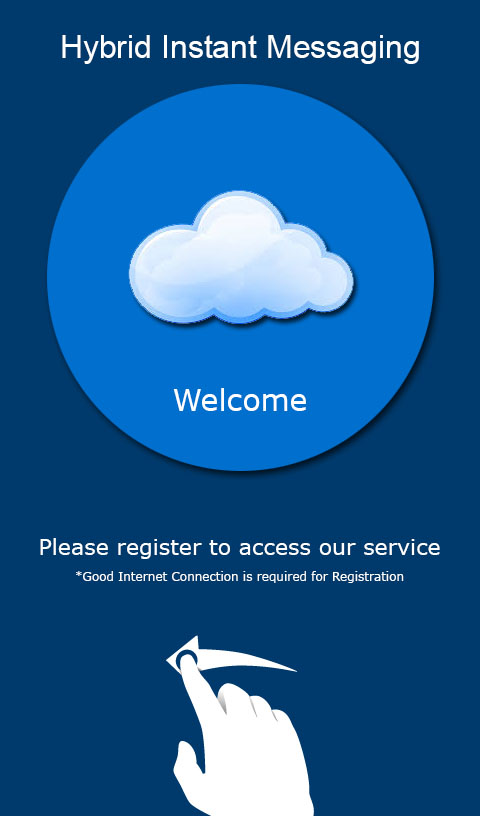 Hybrid Instant Messaging
Welcome
Please register to access our service
*Good Internet Connection is required for Registration